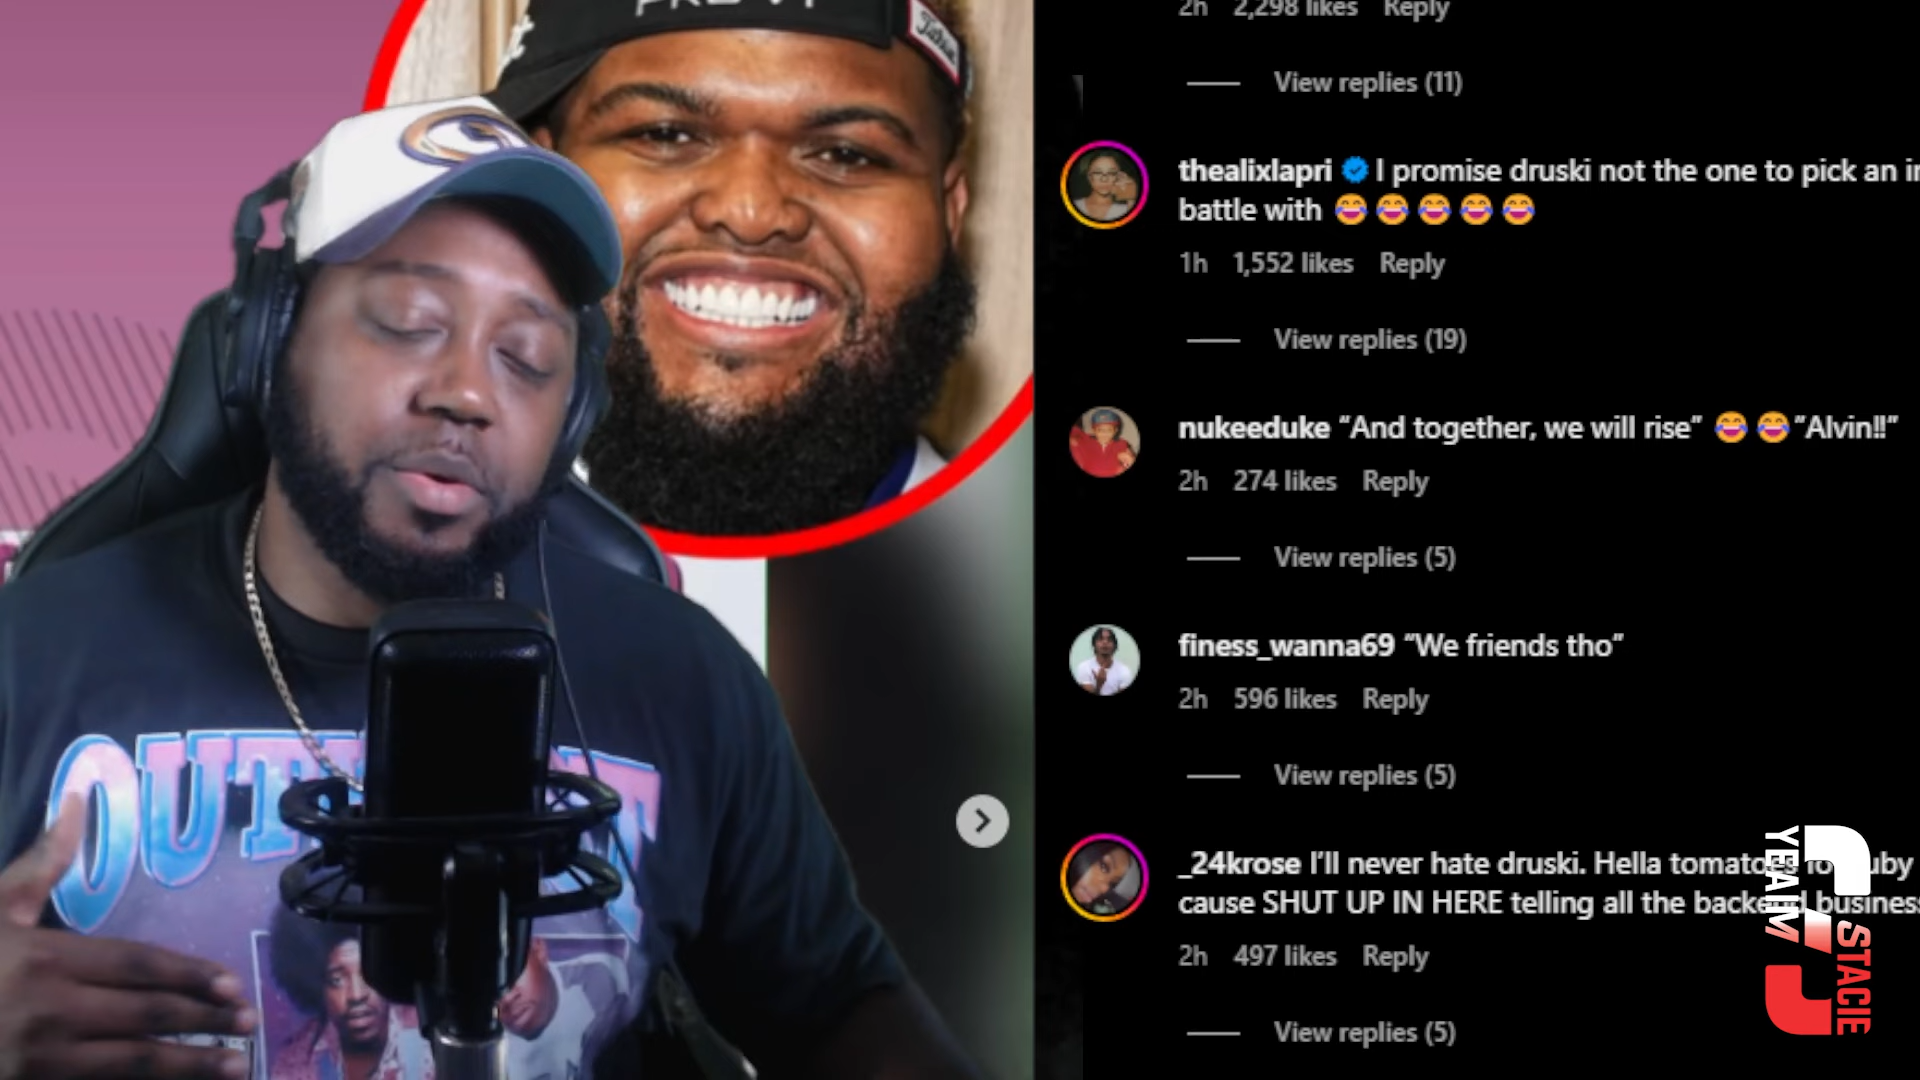 2h 2,298 likes Reply
View replies (11)
thealixlapri I promise druski not the one to pick an
battle with 😂😂😂😂😂
1h 1,552 likes Reply
View replies (19)
nukeeduke “And together, we will rise” 😂😂“Alvin!!”
2h 274 likes Reply
View replies (5)
finess_wanna69 “We friends tho”
2h 596 likes Reply
View replies (5)
_24krose I’ll never hate druski. Hella
cause SHUT UP IN HERE telling all the business
2h 497 likes Reply
View replies (5)
YEAIM
STACIE